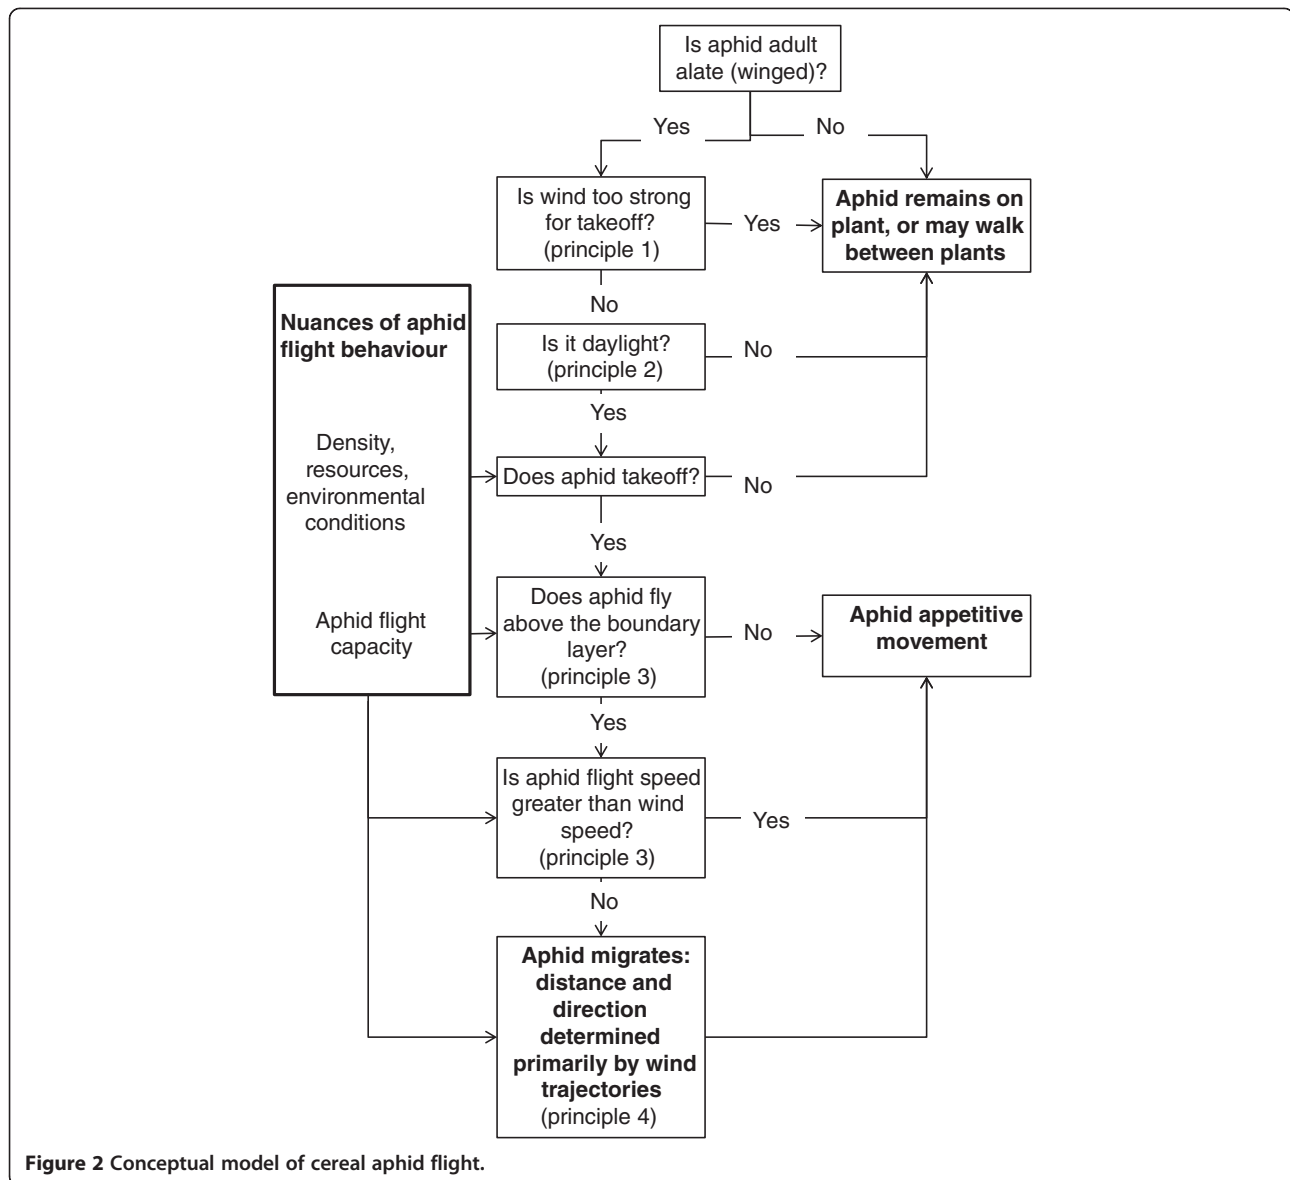 Is aphid adult
alate (winged)?
Yes
No
Is wind too strong
for takeoff?
(principle 1)
Yes
Aphid remains on
plant, or may walk
between plants
No
Nuances of aphid
flight behaviour
Is it daylight?
(principle 2)
No
Yes
Density,
resources,
environmental
conditions
Does aphid takeoff?
No
Yes
Aphid flight
capacity
Does aphid fly
above the boundary
layer?
(principle 3)
No
Aphid appetitive
movement
Yes
Is aphid flight speed
greater than wind
speed?
(principle 3)
Yes
No
Aphid migrates:
distance and
direction
determined
primarily by wind
trajectories
(principle 4)
Figure 2 Conceptual model of cereal aphid flight.